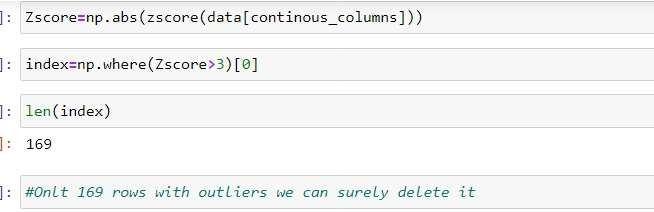 ]: Zscore=np.abs(zscore(data[continous_columns]))
]: index=np.where(Zscore>3)[0]
]: len(index)
]: 169
]: #Onlt 169 rows with outliers we can surely delete it